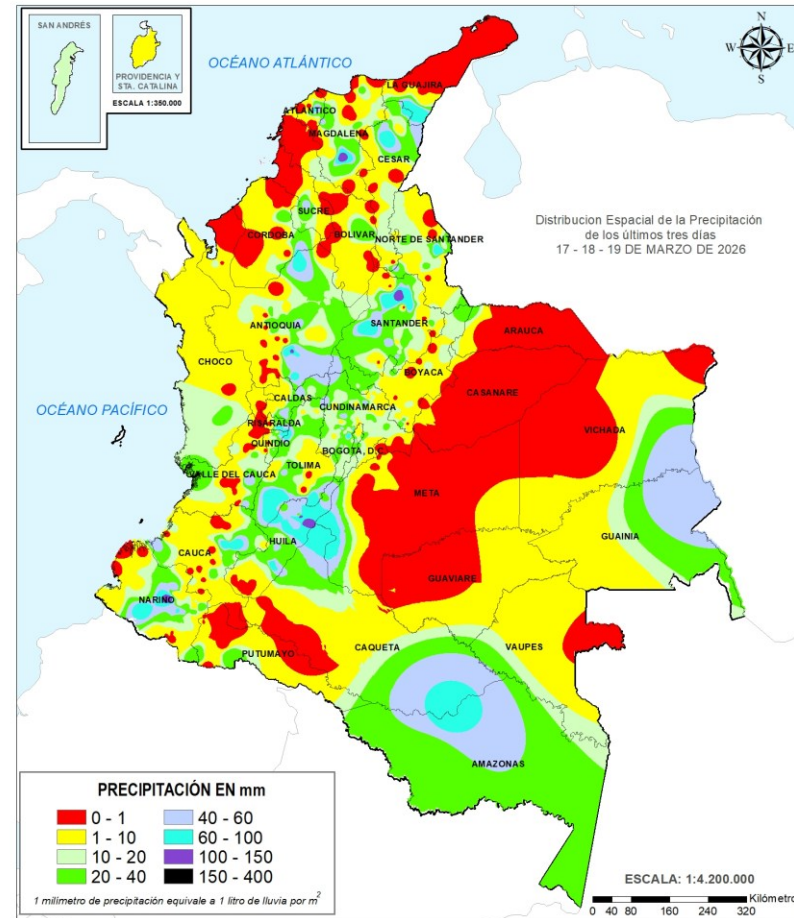 SAN ANDRÉS
PROVIDENCIA Y
STA. CATALINA
ESCALA 1:350.000
OCÉANO ATLÁNTICO
N
W
E
S
LA GUAJIRA
ATLÁNTICO
MAGDALENA
CESAR
Distribucion Espacial de la Precipitación
de los últimos tres días
17 - 18 - 19 DE MARZO DE 2026
SUCRE
CORDOBA
BOLIVAR
NORTE DE SANTANDER
ANTIOQUIA
SANTANDER
ARAUCA
CHOCO
BOYACA
CASANARE
OCÉANO PACÍFICO
CALDAS
CUNDINAMARCA
RISARALDA
VICHADA
QUINDIO
BOGOTA, D.C.
TOLIMA
VALLE DEL CAUCA
META
GUAINIA
HUILA
CAUCA
GUAVIARE
NARIÑO
CAQUETA
VAUPES
PUTUMAYO
AMAZONAS
PRECIPITACIÓN EN mm
0 - 1
40 - 60
1 - 10
60 - 100
10 - 20
100 - 150
20 - 40
150 - 400
1 milímetro de precipitación equivale a 1 litro de lluvia por m²
ESCALA: 1:4.200.000
Kilómetro
0 40 80 160 240 320